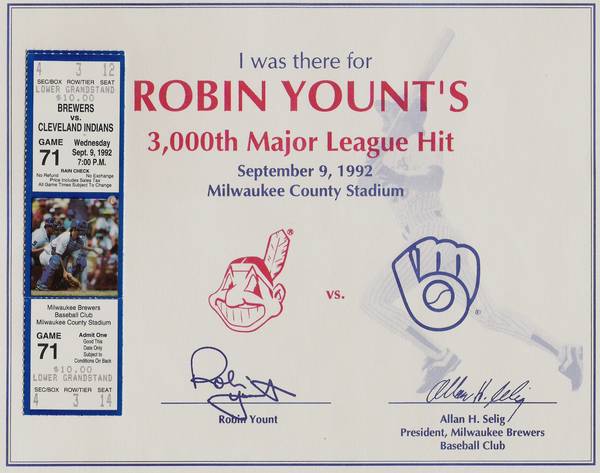 4 3 12
SEC/BOX ROW/TIER SEAT
LOWER GRANDSTAND
$10.00
BREWERS
VS.
CLEVELAND INDIANS
GAME Wednesday
71 Sept. 9, 1992
7:00 P.M.
RAIN CHECK
No Refund No Exchange
Price Includes Sales Tax
All Game Times Subject To Change
Milwaukee Brewers
Baseball Club
Milwaukee County Stadium
GAME Admit One
71 Good This
Date Only
Subject to
Conditions On Back
$10.00
LOWER GRANDSTAND
SEC/BOX ROW/TIER SEAT
4 3 14
I was there for
ROBIN YOUNT'S
3,000th Major League Hit
September 9, 1992
Milwaukee County Stadium
®
vs.
®
Robin Yount
Robin Yount
Allan H. Selig
Allan H. Selig
President, Milwaukee Brewers
Baseball Club